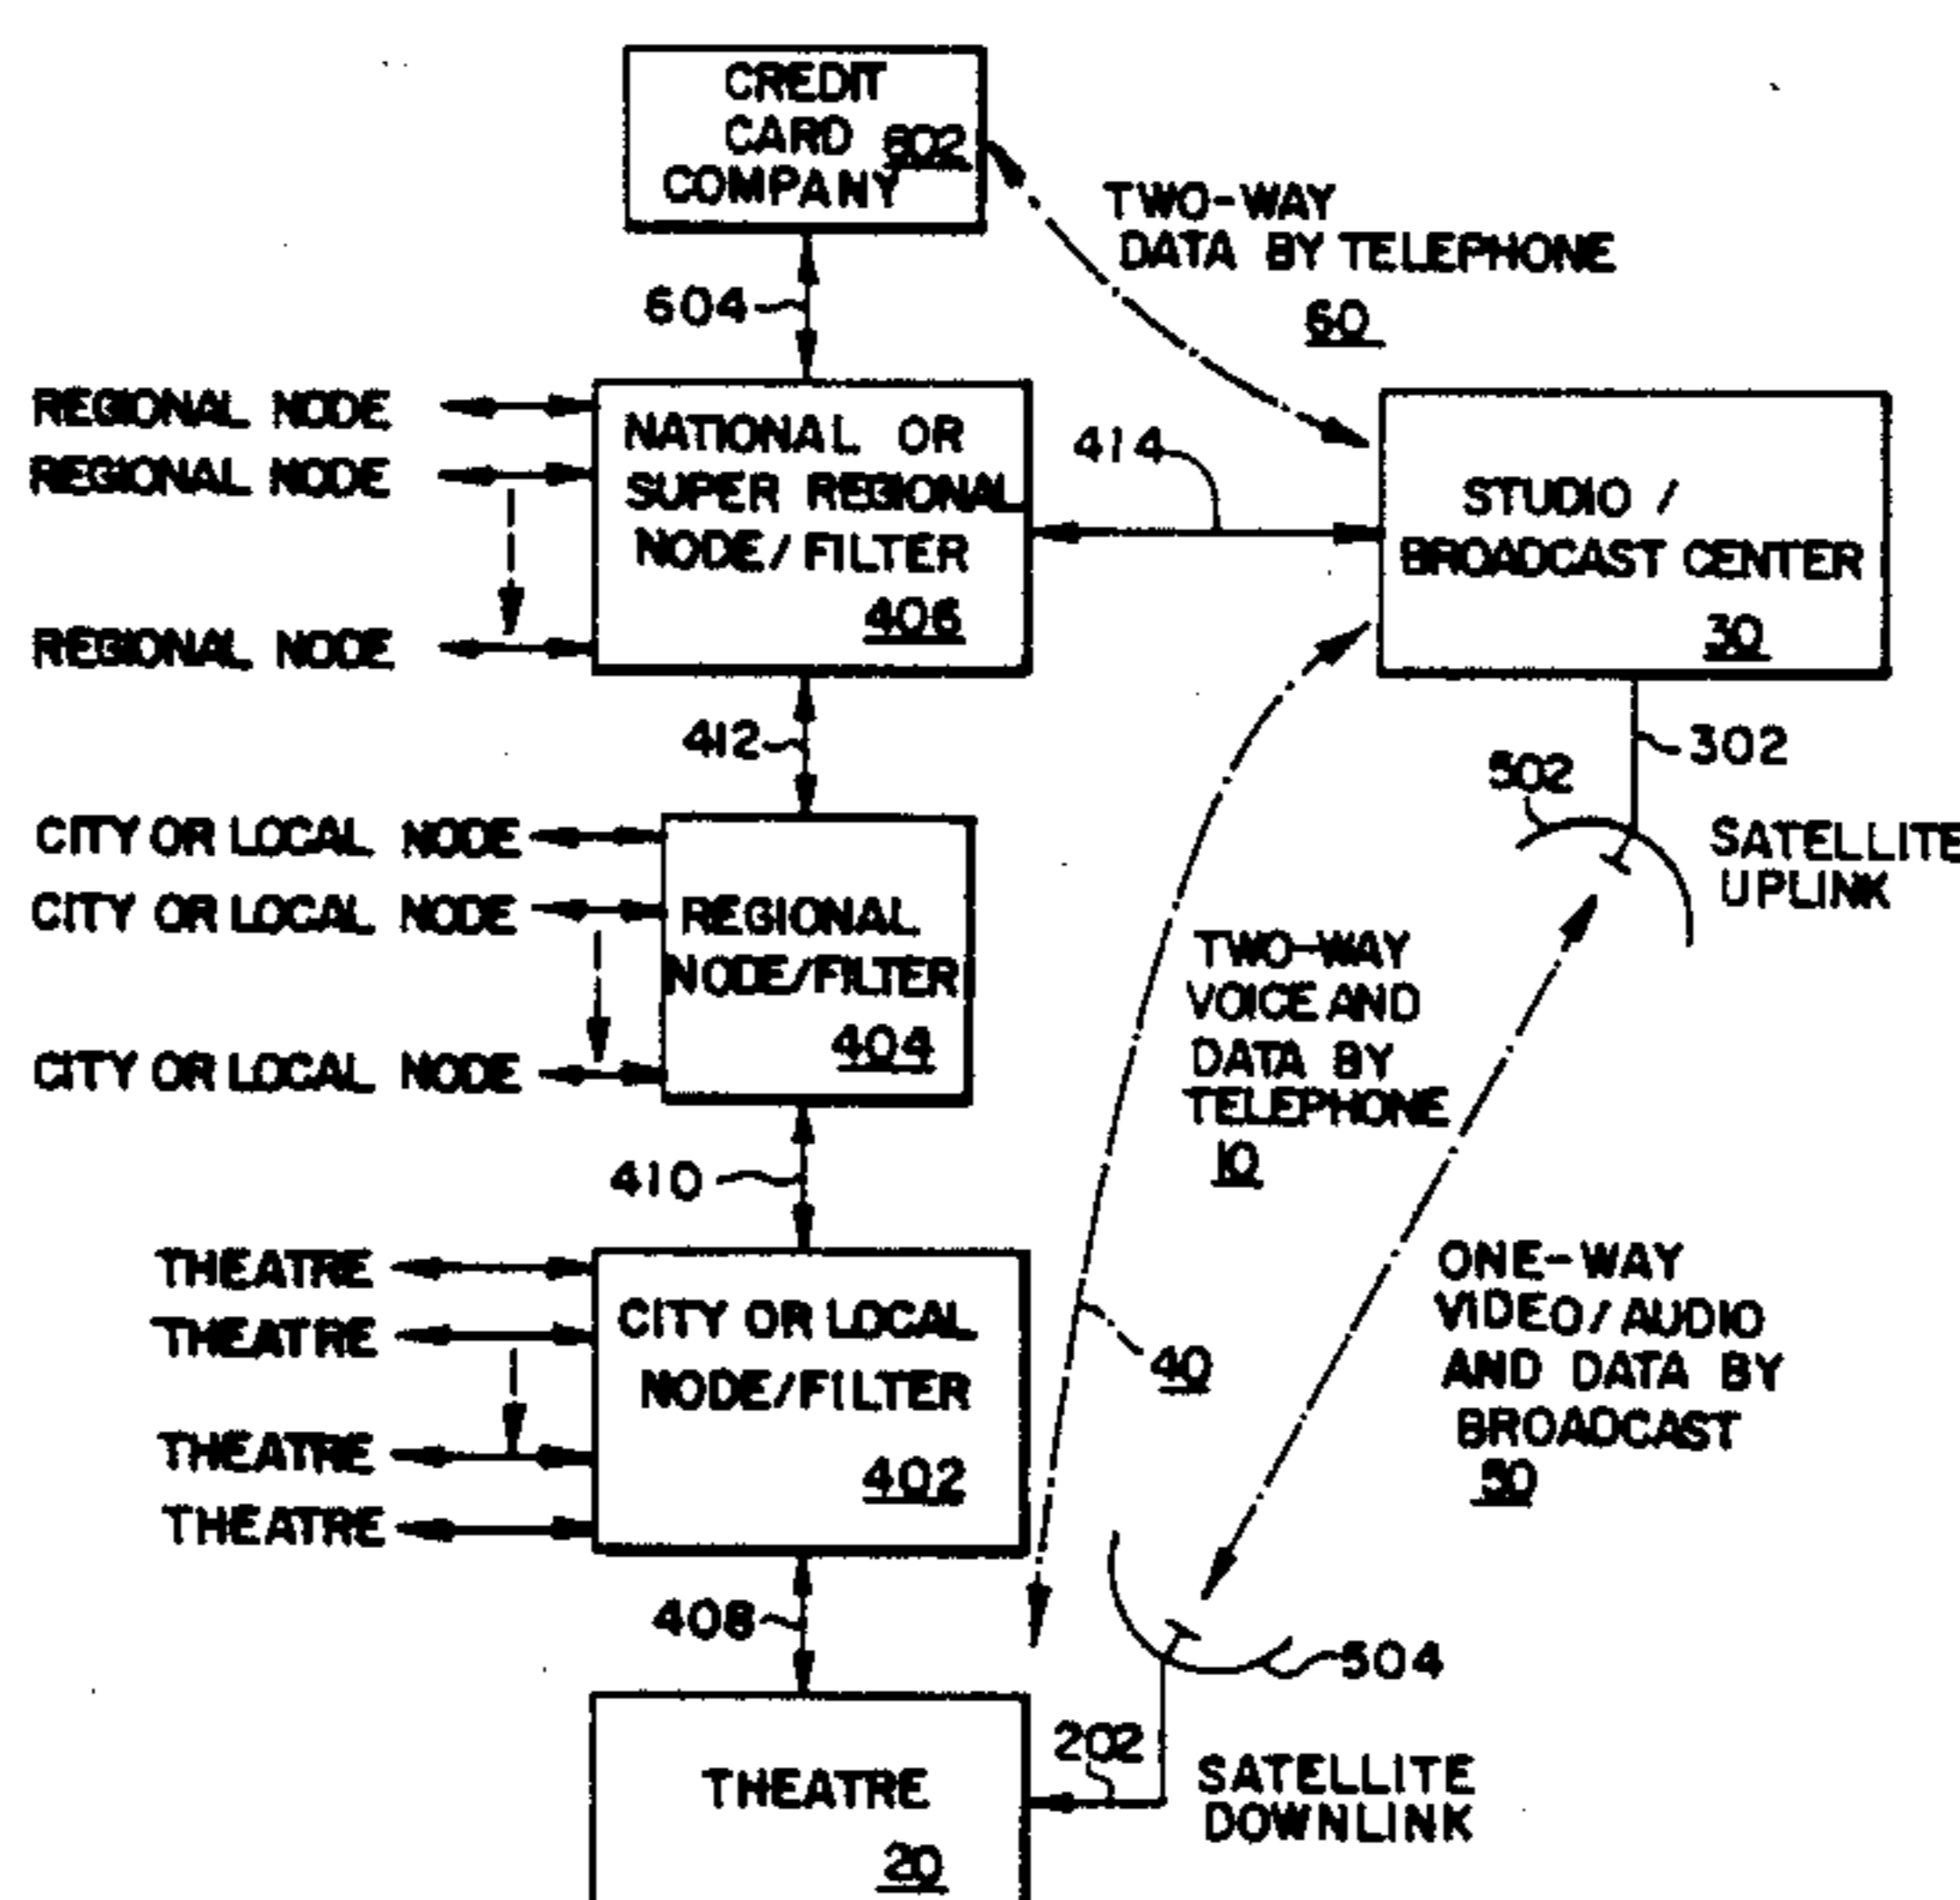 CREDIT
CARD 602
COMPANY
TWO-WAY
DATA BY TELEPHONE
60
604
REGIONAL NODE
REGIONAL NODE
REGIONAL NODE
NATIONAL OR
SUPER REGIONAL
NODE/FILTER
406
414
STUDIO /
BROADCAST CENTER
30
412
302
502
SATELLITE
UPLINK
CITY OR LOCAL NODE
CITY OR LOCAL NODE
CITY OR LOCAL NODE
REGIONAL
NODE/FILTER
404
TWO-WAY
VOICE AND
DATA BY
TELEPHONE
10
410
THEATRE
THEATRE
THEATRE
THEATRE
CITY OR LOCAL
NODE/FILTER
402
40
ONE-WAY
VIDEO/AUDIO
AND DATA BY
BROADCAST
50
408
504
202
SATELLITE
DOWNLINK
THEATRE
20